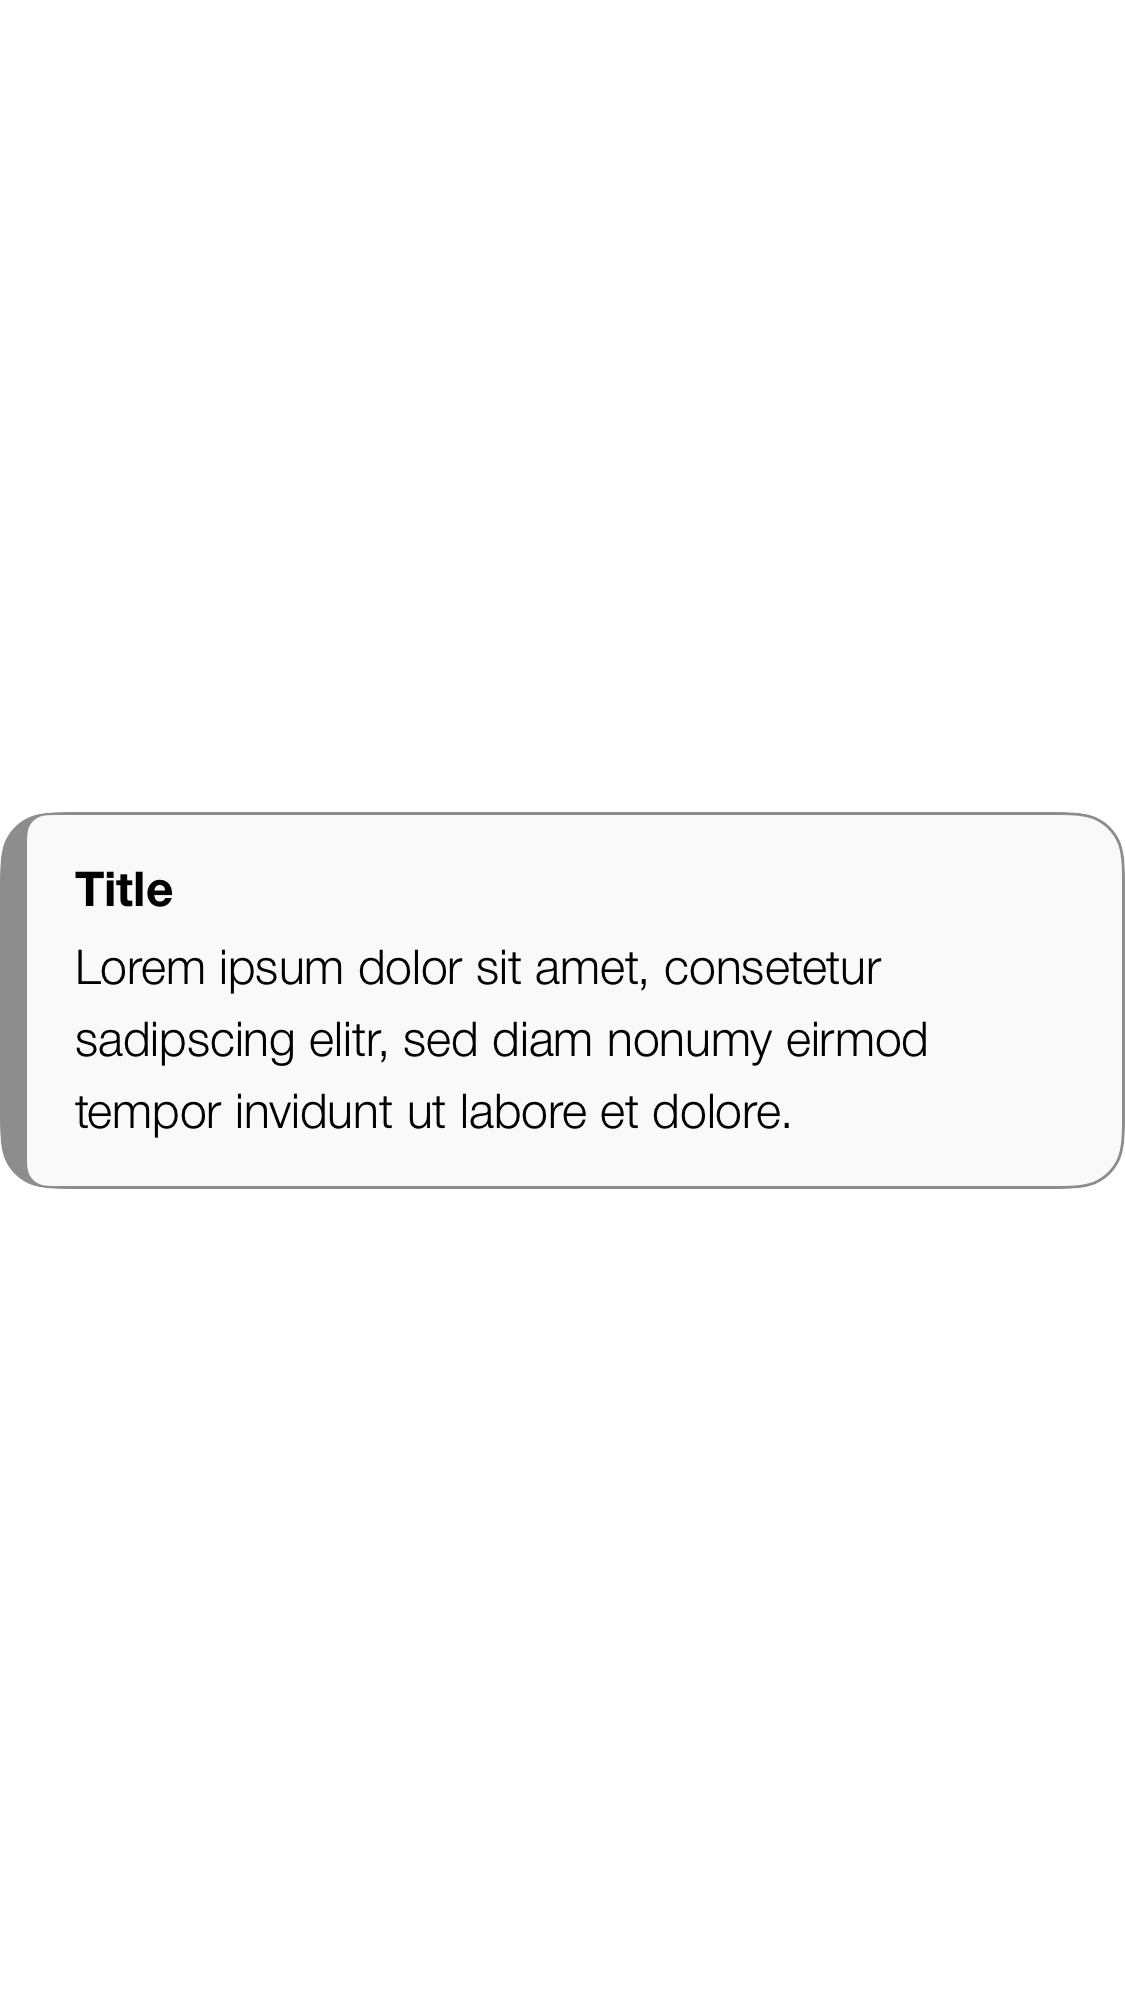 Title
Lorem ipsum dolor sit amet, consetetur
sadipscing elitr, sed diam nonumy eirmod
tempor invidunt ut labore et dolore.